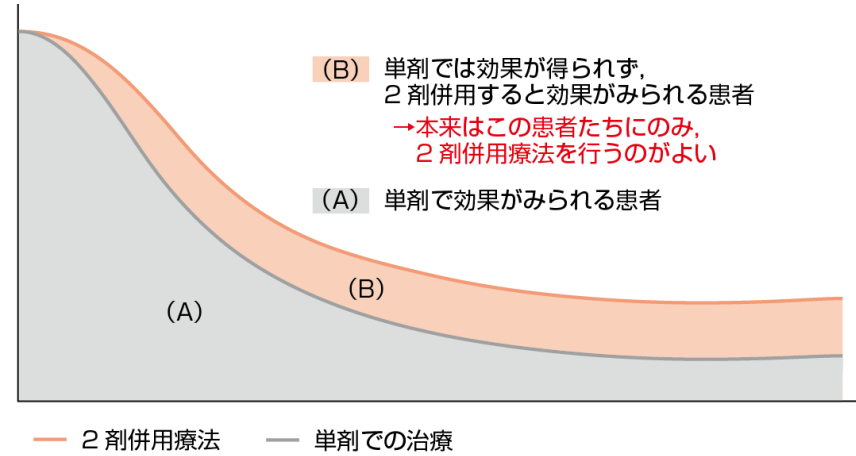 （B） 単剤では効果が得られず，
2 剤併用すると効果がみられる患者
→本来はこの患者たちにのみ，
2 剤併用療法を行うのがよい
（A） 単剤で効果がみられる患者
（B）
（A）
2 剤併用療法 単剤での治療